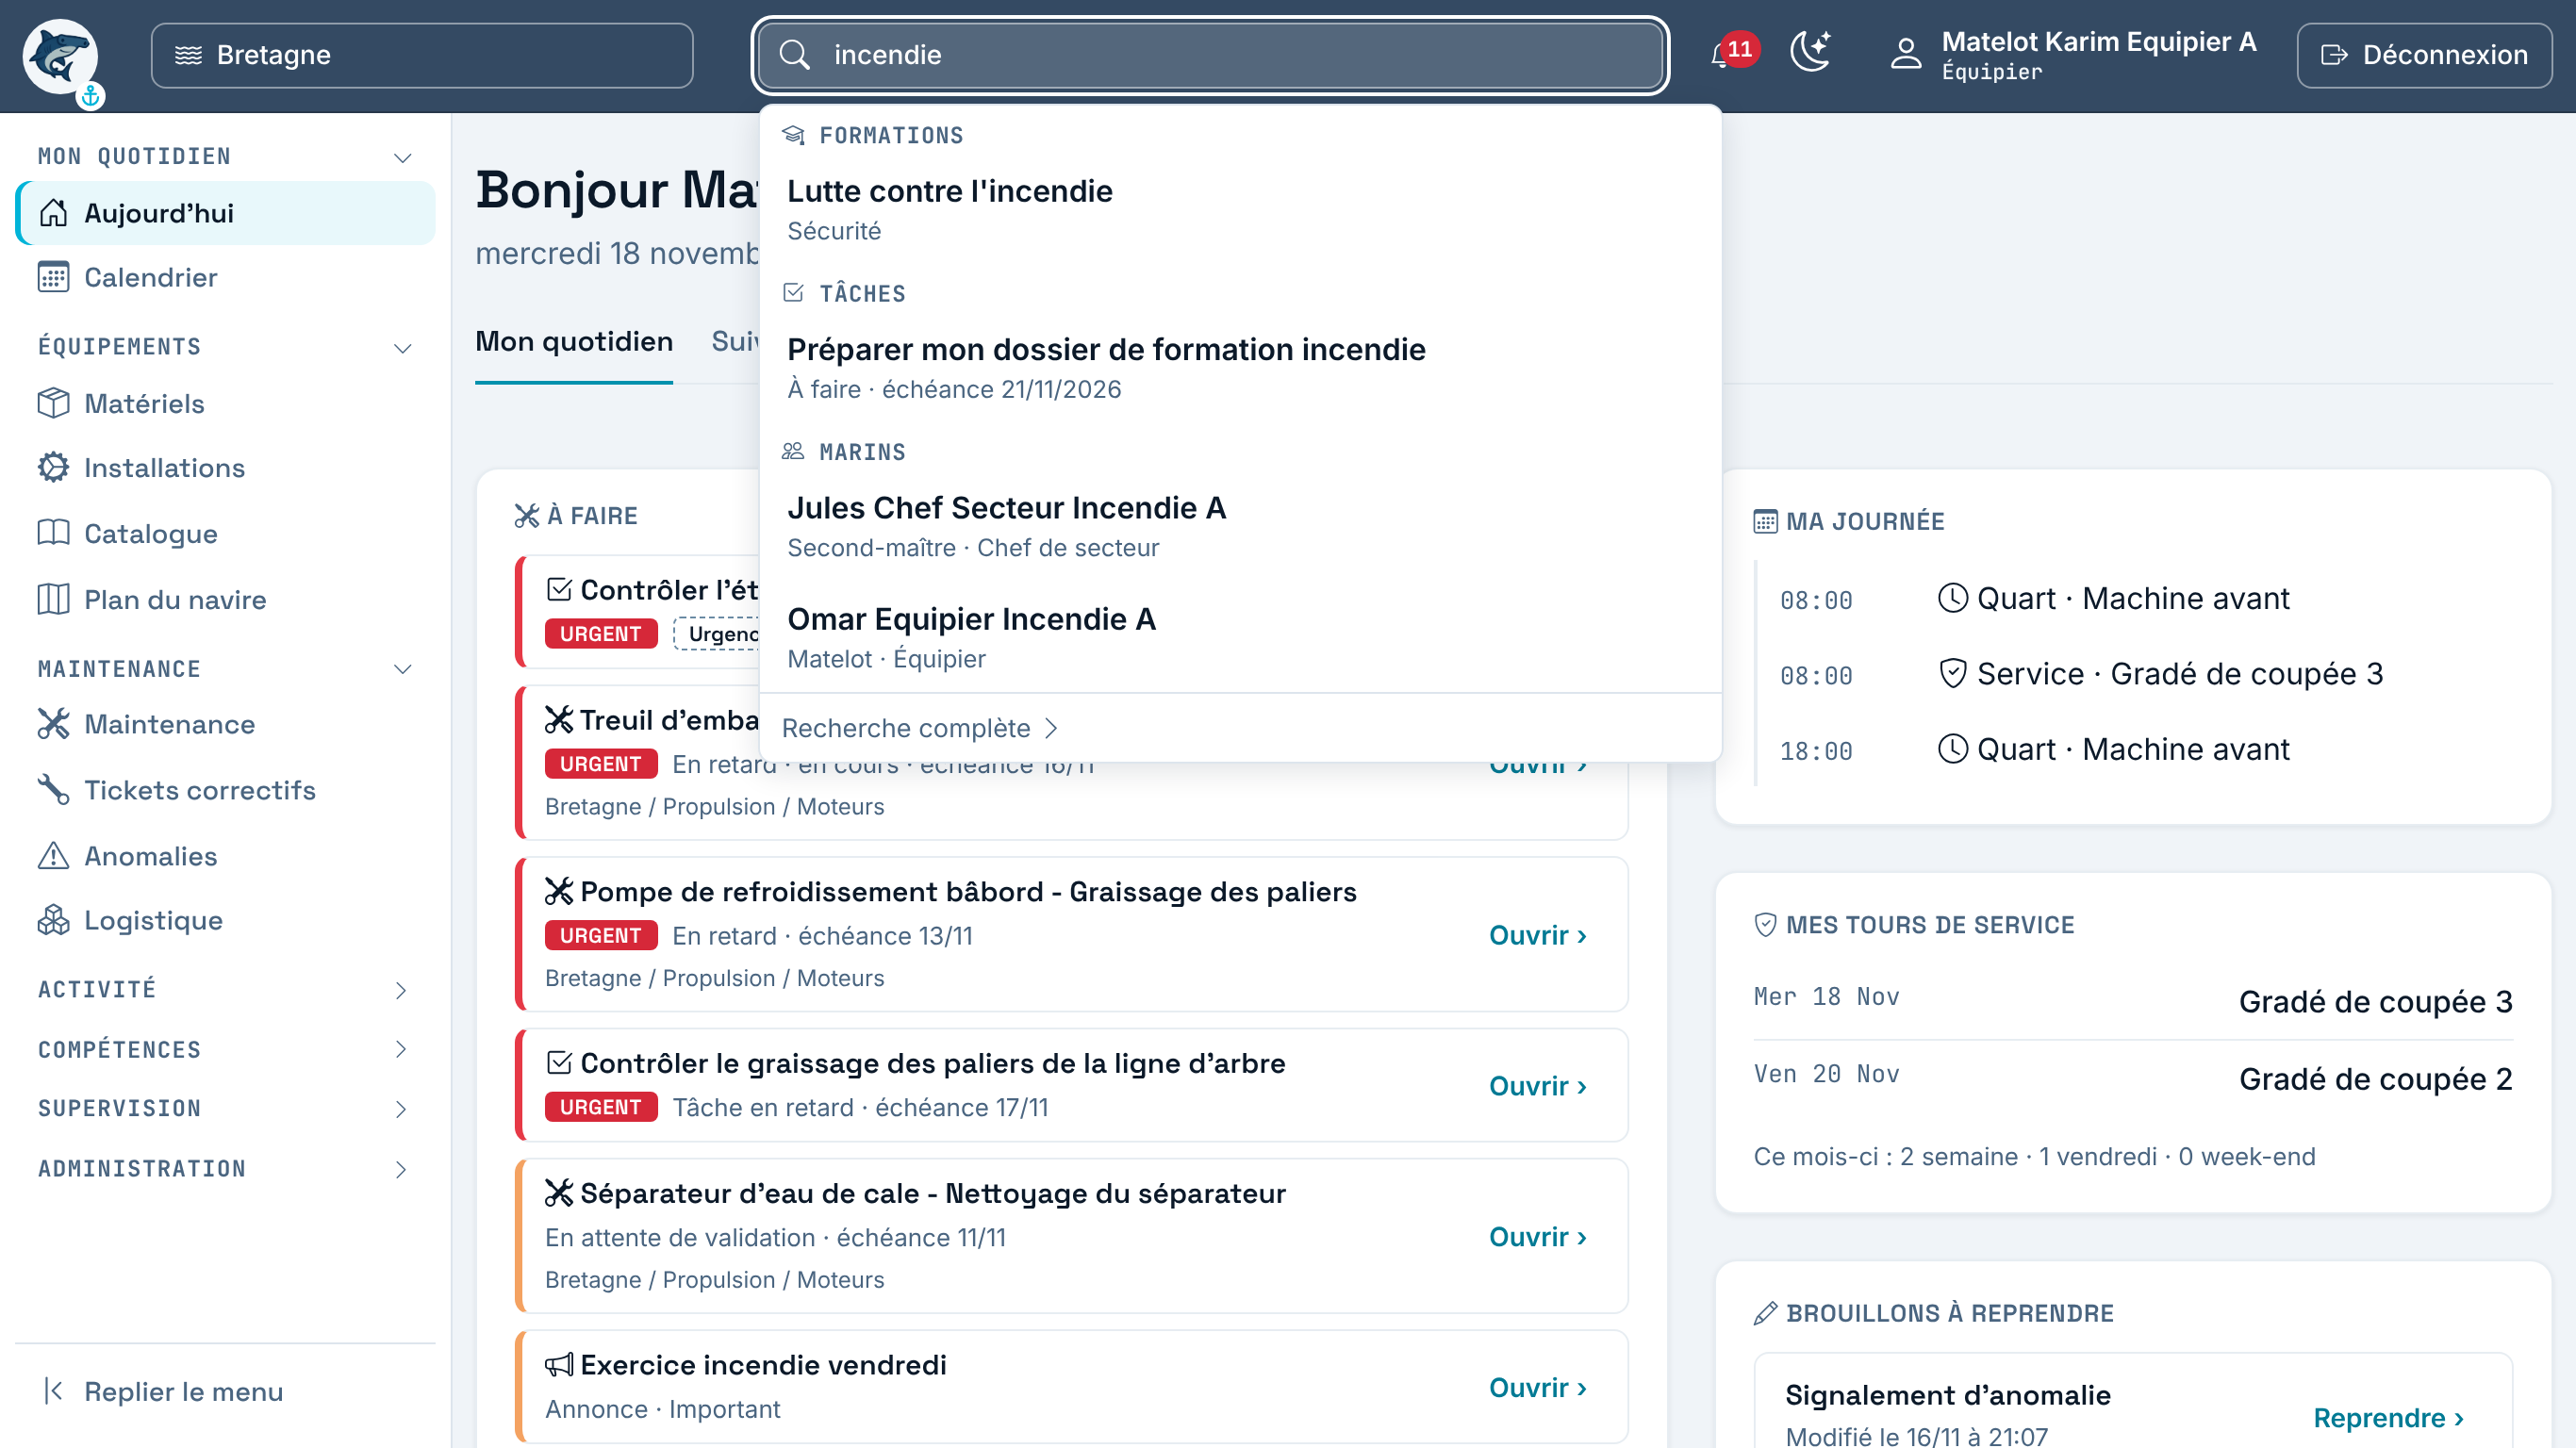 Bretagne
incendie
11
Matelot Karim Equipier A
Équipier
Déconnexion
MON QUOTIDIEN
Aujourd'hui
Calendrier
ÉQUIPEMENTS
Matériels
Installations
Catalogue
Plan du navire
MAINTENANCE
Maintenance
Tickets correctifs
Anomalies
Logistique
ACTIVITÉ
COMPÉTENCES
SUPERVISION
ADMINISTRATION
Replier le menu
Bonjour
mercredi 18
Mon quotidien
FORMATIONS
Lutte contre l'incendie
Sécurité
TÂCHES
Préparer mon dossier de formation incendie
À faire · échéance 21/11/2026
MARINS
Jules Chef Secteur Incendie A
Second-maître · Chef de secteur
Omar Equipier Incendie A
Matelot · Équipier
Recherche complète
À FAIRE
Contrôler
URGENT
Treuil
URGENT En retard · en cours · échéance 16/11
Ouvrir ›
Bretagne / Propulsion / Moteurs
Pompe de refroidissement bâbord - Graissage des paliers
URGENT En retard · échéance 13/11
Ouvrir ›
Bretagne / Propulsion / Moteurs
Contrôler le graissage des paliers de la ligne d'arbre
URGENT Tâche en retard · échéance 17/11
Ouvrir ›
Séparateur d'eau de cale - Nettoyage du séparateur
En attente de validation · échéance 11/11
Ouvrir ›
Bretagne / Propulsion / Moteurs
Exercice incendie vendredi
Annonce · Important
Ouvrir ›
MA JOURNÉE
08:00 Quart · Machine avant
08:00 Service · Gradé de coupée 3
18:00 Quart · Machine avant
MES TOURS DE SERVICE
Mer 18 Nov Gradé de coupée 3
Ven 20 Nov Gradé de coupée 2
Ce mois-ci : 2 semaine · 1 vendredi · 0 week-end
BROUILLONS À REPRENDRE
Signalement d'anomalie
Modifié le 16/11 à 21:07
Reprendre ›